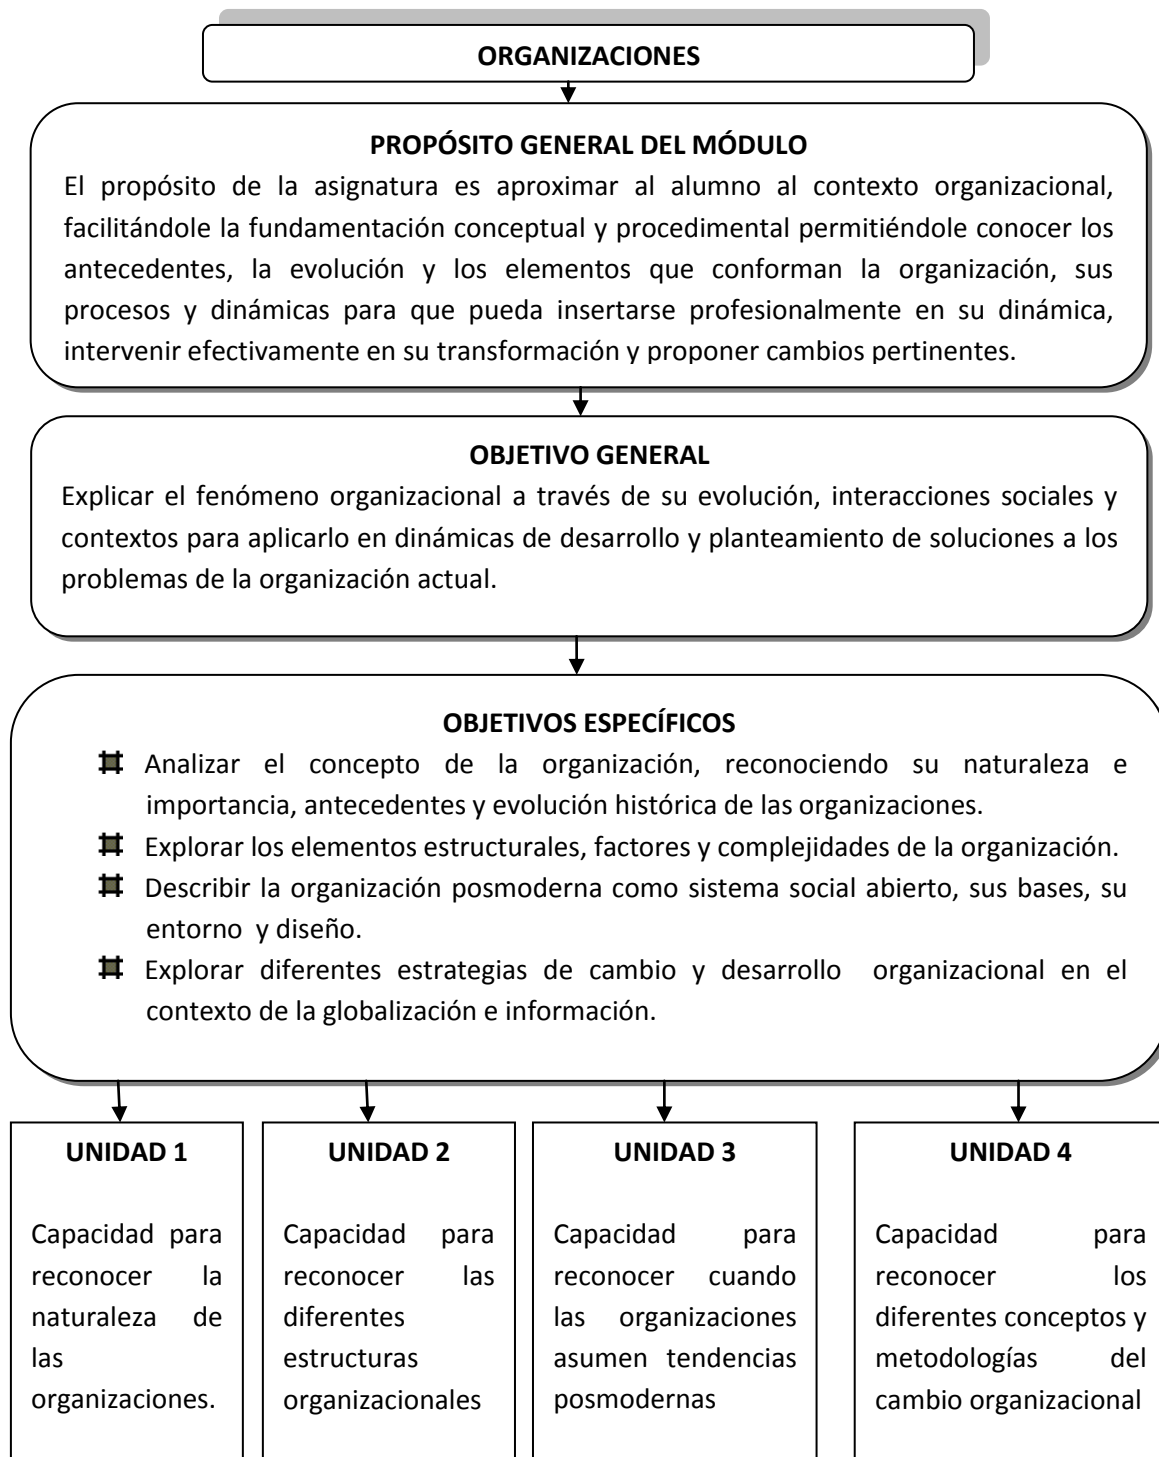 ORGANIZACIONES
PROPÓSITO GENERAL DEL MÓDULO
El propósito de la asignatura es aproximar al alumno al contexto organizacional,
facilitándole la fundamentación conceptual y procedimental permitiéndole conocer los
antecedentes, la evolución y los elementos que conforman la organización, sus
procesos y dinámicas para que pueda insertarse profesionalmente en su dinámica,
intervenir efectivamente en su transformación y proponer cambios pertinentes.
OBJETIVO GENERAL
Explicar el fenómeno organizacional a través de su evolución, interacciones sociales y
contextos para aplicarlo en dinámicas de desarrollo y planteamiento de soluciones a los
problemas de la organización actual.
OBJETIVOS ESPECÍFICOS
Analizar el concepto de la organización, reconociendo su naturaleza e
importancia, antecedentes y evolución histórica de las organizaciones.
Explorar los elementos estructurales, factores y complejidades de la organización.
Describir la organización posmoderna como sistema social abierto, sus bases, su
entorno y diseño.
Explorar diferentes estrategias de cambio y desarrollo organizacional en el
contexto de la globalización e información.
UNIDAD 1
Capacidad para
reconocer la
naturaleza de
las
organizaciones.
UNIDAD 2
Capacidad para
reconocer las
diferentes
estructuras
organizacionales
UNIDAD 3
Capacidad para
reconocer cuando
las organizaciones
asumen tendencias
posmodernas
UNIDAD 4
Capacidad para
reconocer los
diferentes conceptos y
metodologías del
cambio organizacional